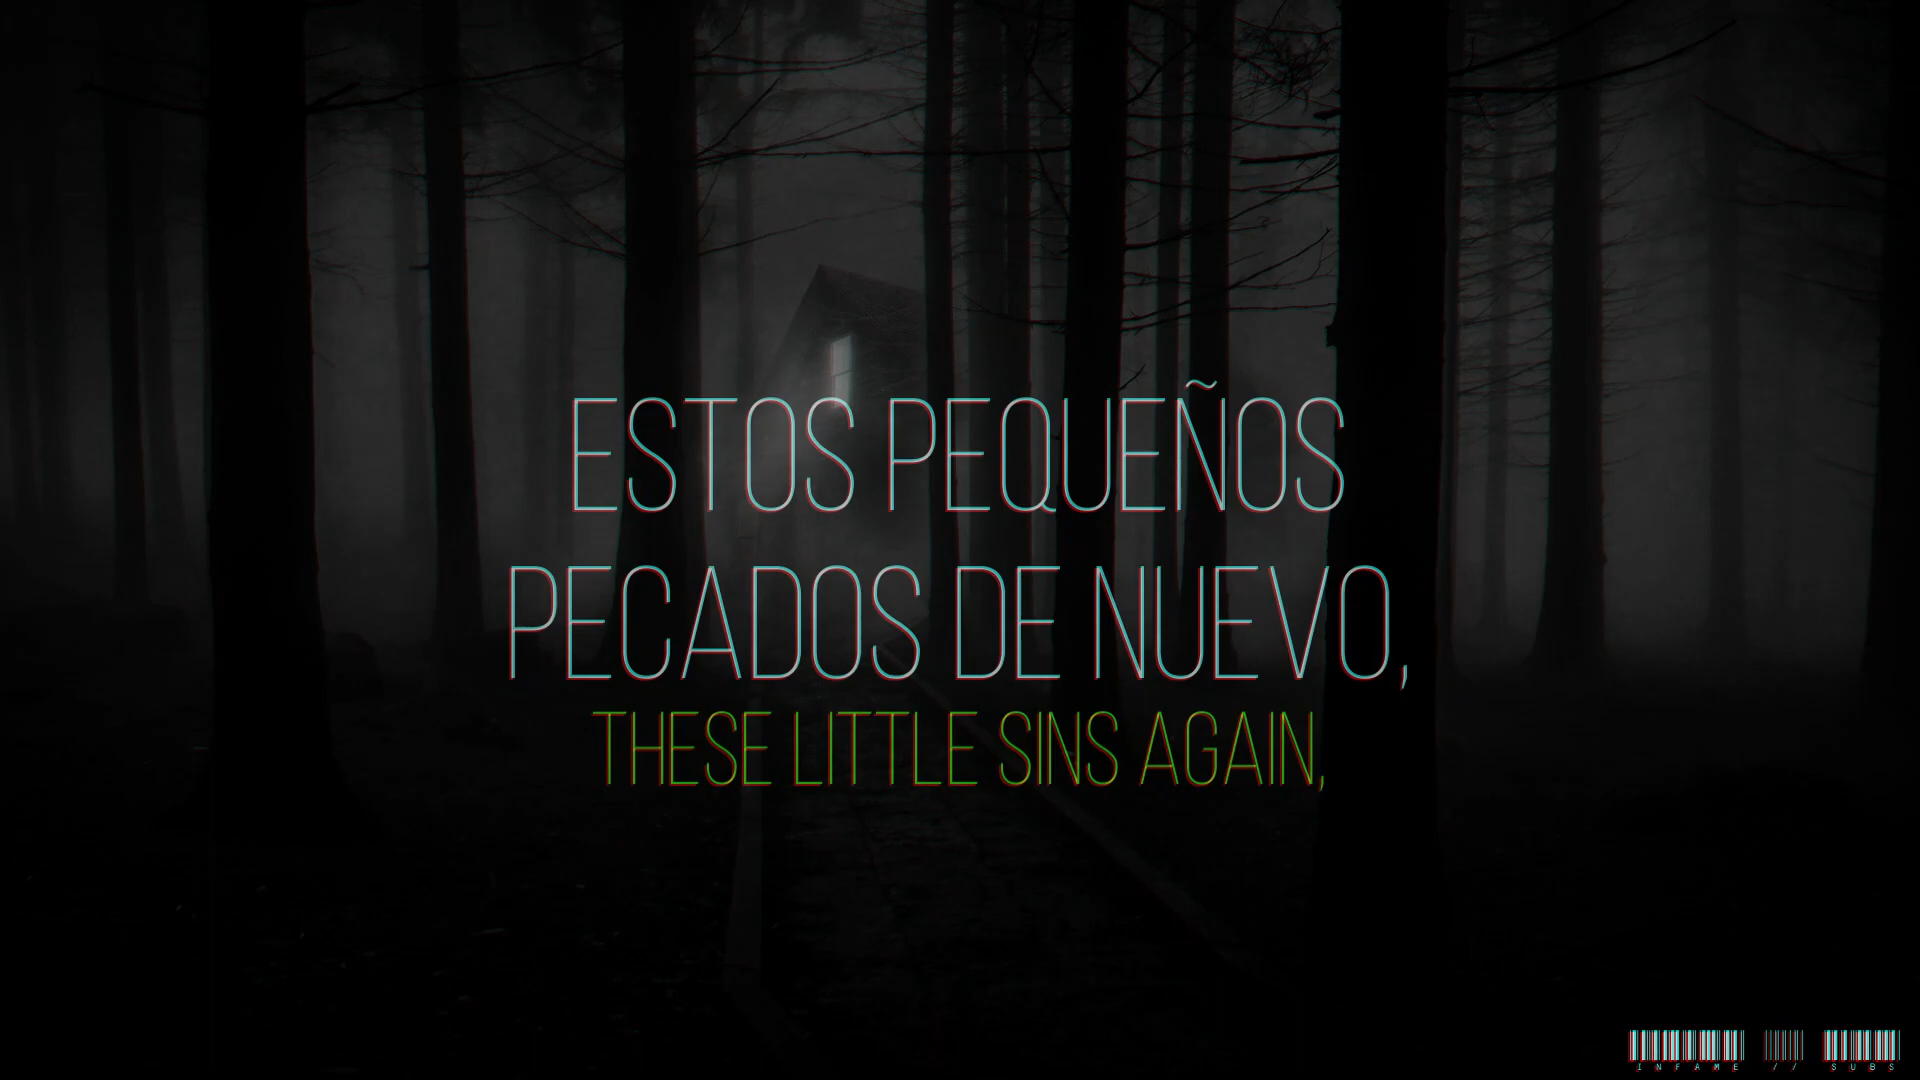 ESTOS PEQUEÑOS
PECADOS DE NUEVO,
THESE LITTLE SINS AGAIN,
INFAME // SUBS